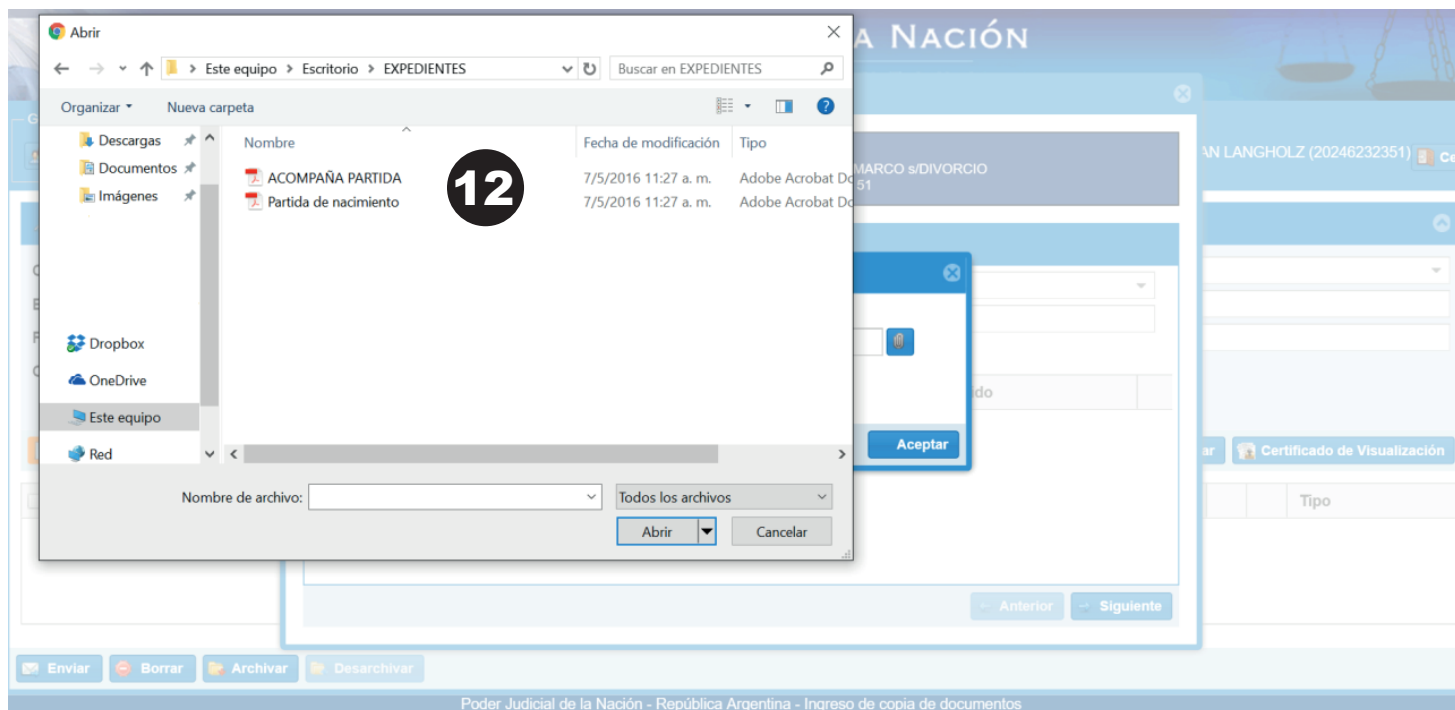 Abrir
A NACIÓN
Este equipo > Escritorio > EXPEDIENTES
Buscar en EXPEDIENTES
Organizar
Nueva carpeta
Descargas
Documentos
Imágenes
Dropbox
OneDrive
Este equipo
Red
Nombre
Fecha de modificación
Tipo
ACOMPAÑA PARTIDA
7/5/2016 11:27 a. m.
Adobe Acrobat Do
Partida de nacimiento
7/5/2016 11:27 a. m.
Adobe Acrobat Do
12
Nombre de archivo:
Todos los archivos
Abrir
Cancelar
AN LANGHOLZ (20246232351)
Ce
MARCO s/DIVORCIO
51
do
Aceptar
ar
Certificado de Visualización
Tipo
Anterior
Siguiente
Enviar
Borrar
Archivar
Desarchivar
Poder Judicial de la Nación - República Argentina - Ingreso de copia de documentos